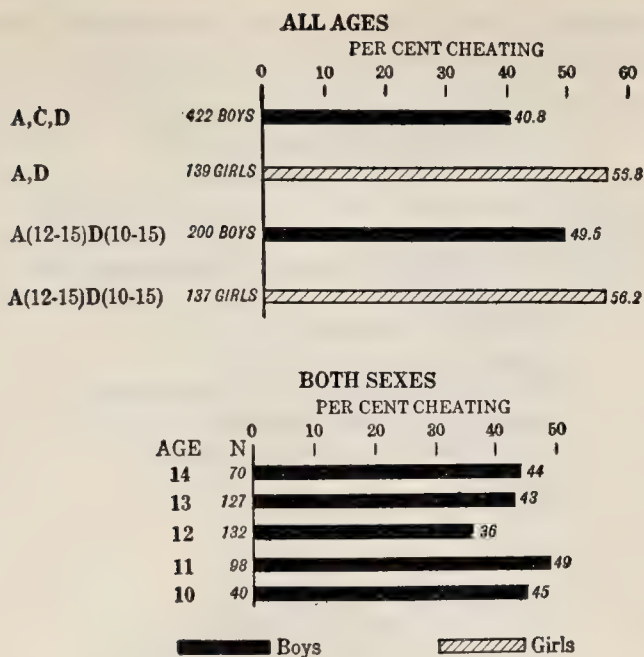 ALL AGES
PER CENT CHEATING
0 10 20 30 40 50 60
A,C,D 422 BOYS 40.8
A,D 139 GIRLS 56.8
A(12-15)D(10-15) 200 BOYS 49.5
A(12-15)D(10-15) 137 GIRLS 56.2
BOTH SEXES
PER CENT CHEATING
AGE N 0 10 20 30 40 50
14 70 44
13 127 43
12 132 36
11 98 49
10 40 45
Boys Girls